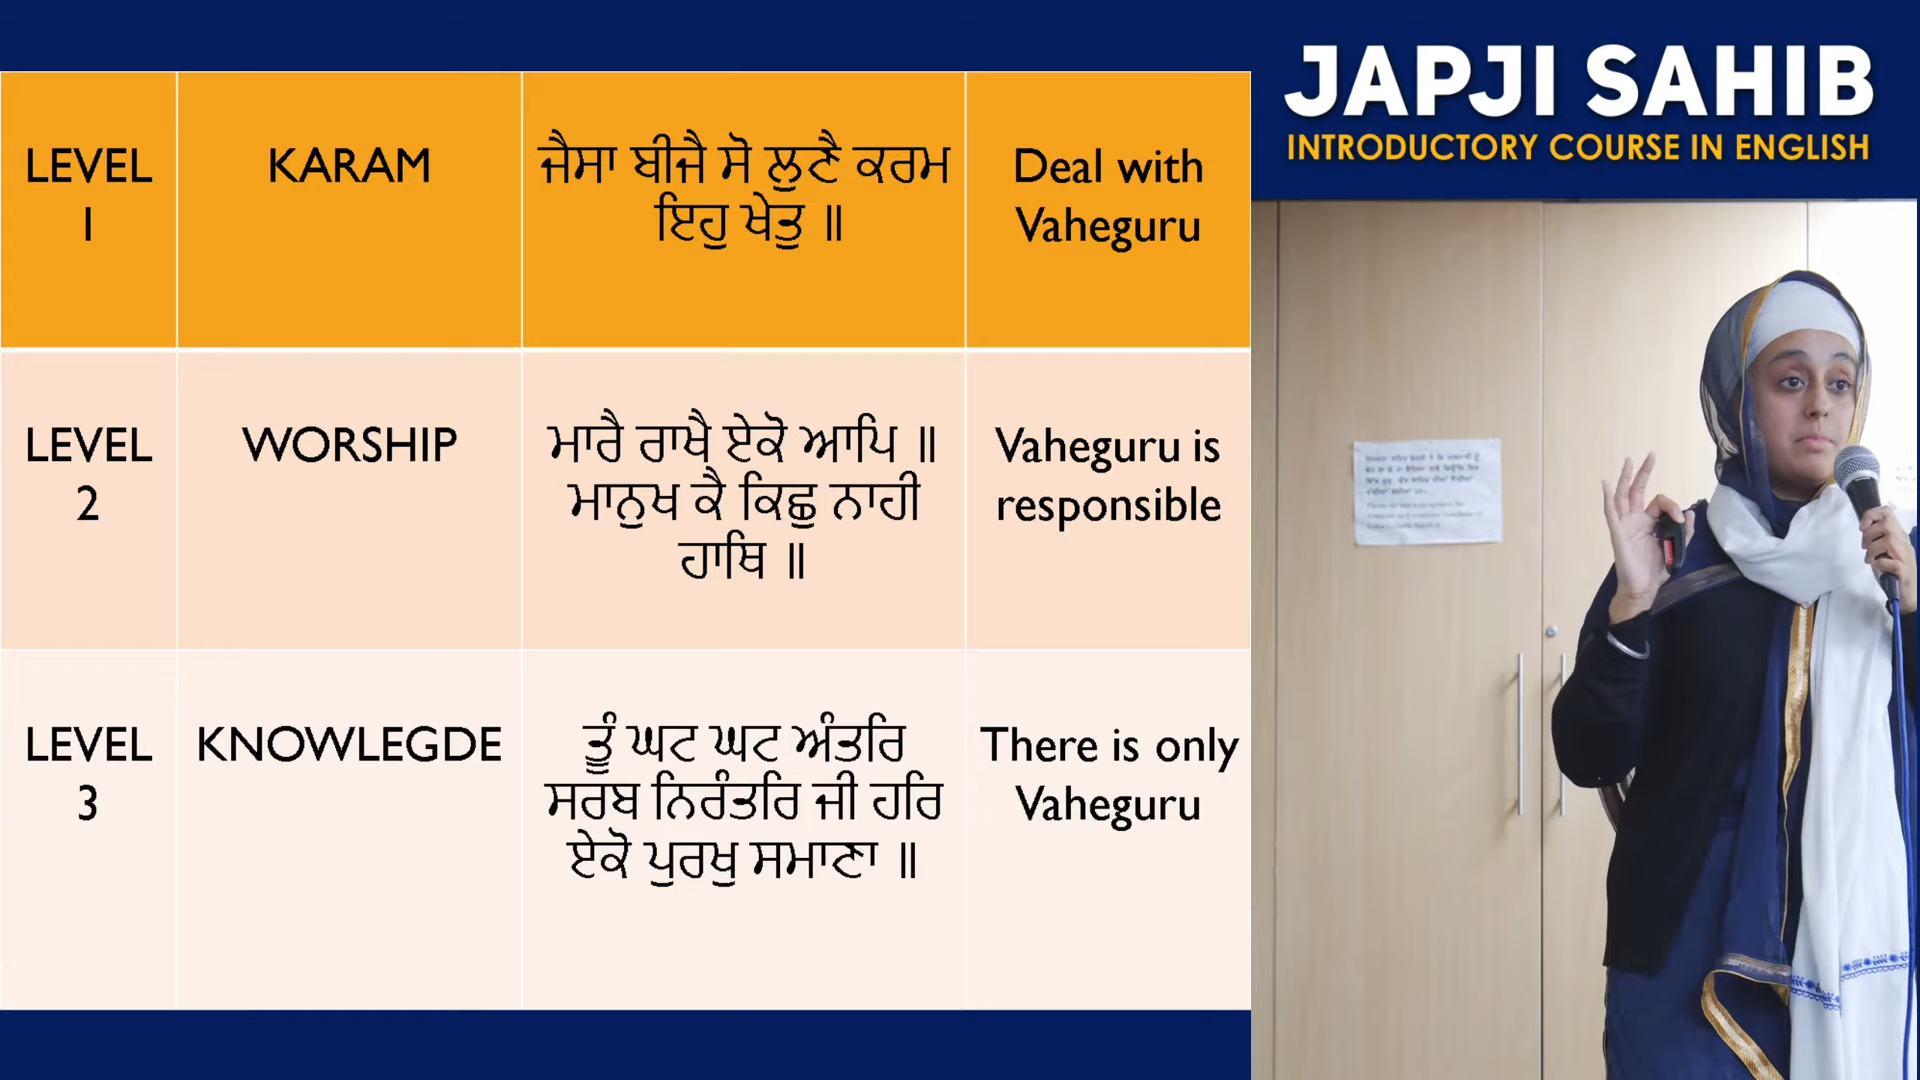 JAPJI SAHIB
INTRODUCTORY COURSE IN ENGLISH
LEVEL
1
KARAM
ਜੈਸਾ ਬੀਜੈ ਸੋ ਲੁਣੈ ਕਰਮ
ਇਹੁ ਖੇਤੁ ॥
Deal with
Vaheguru
LEVEL
2
WORSHIP
ਮਾਰੈ ਰਾਖੈ ਏਕੋ ਆਪਿ ॥
ਮਾਨੁਖ ਕੈ ਕਿਛੁ ਨਾਹੀ
ਹਾਥਿ ॥
Vaheguru is
responsible
LEVEL
3
KNOWLEGDE
ਤੂੰ ਘਟ ਘਟ ਅੰਤਰਿ
ਸਰਬ ਨਿਰੰਤਰਿ ਜੀ ਹਰਿ
ਏਕੋ ਪੁਰਖੁ ਸਮਾਣਾ ॥
There is only
Vaheguru